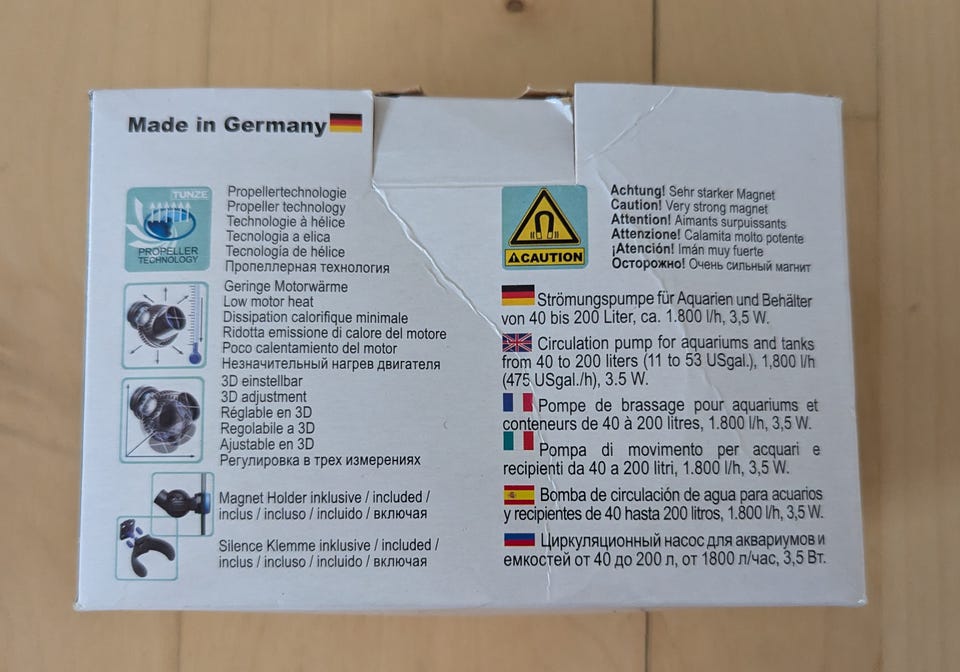 Made in Germany
TUNZE
PROPELLER
TECHNOLOGY
Propellertechnologie
Propeller technology
Technologie à hélice
Tecnologia a elica
Tecnología de hélice
Пропеллерная технология
Geringe Motorwärme
Low motor heat
Dissipation calorifique minimale
Ridotta emissione di calore del motore
Poco calentamiento del motor
Незначительный нагрев двигателя
3D einstellbar
3D adjustment
Réglable en 3D
Regolabile a 3D
Ajustable en 3D
Регулировка в трех измерениях
Magnet Holder inklusive / included /
inclus / incluso / incluido / включая
Silence Klemme inklusive / included /
inclus / incluso / incluido / включая
CAUTION
Achtung! Sehr starker Magnet
Caution! Very strong magnet
Attention! Aimants surpuissants
Attenzione! Calamita molto potente
¡Atención! Imán muy fuerte
Осторожно! Очень сильный магнит
Strömungspumpe für Aquarien und Behälter
von 40 bis 200 Liter, ca. 1.800 l/h, 3,5 W.
Circulation pump for aquariums and tanks
from 40 to 200 liters (11 to 53 USgal.), 1,800 l/h
(475 USgal./h), 3.5 W.
Pompe de brassage pour aquariums et
conteneurs de 40 à 200 litres, 1.800 l/h, 3,5 W.
Pompa di movimento per acquari e
recipienti da 40 a 200 litri, 1.800 l/h, 3,5 W.
Bomba de circulación de agua para acuarios
y recipientes de 40 hasta 200 litros, 1.800 l/h, 3,5 W.
Циркуляционный насос для аквариумов и
емкостей от 40 до 200 л, от 1800 л/час, 3,5 Вт.